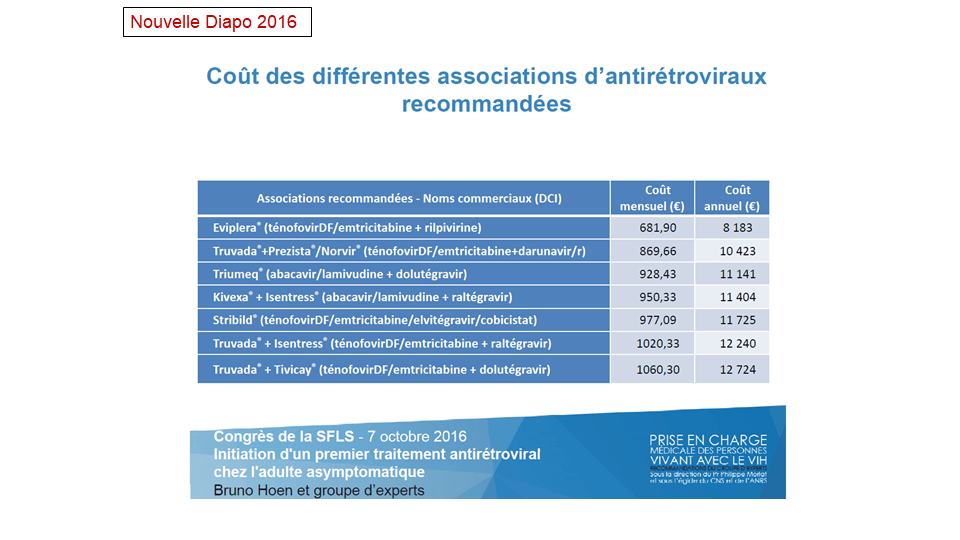 Nouvelle Diapo 2016
Coût des différentes associations d’antirétroviraux
recommandées
Associations recommandées - Noms commerciaux (DCI) Coût mensuel (€) Coût annuel (€)
Eviplera® (ténofovirDF/emtricitabine + rilpivirine) 681,90 8 183
Truvada®+Prezista®/Norvir® (ténofovirDF/emtricitabine+darunavir/r) 869,66 10 423
Triumeq® (abacavir/lamivudine + dolutégravir) 928,43 11 141
Kivexa® + Isentress® (abacavir/lamivudine + raltégravir) 950,33 11 404
Stribild® (ténofovirDF/emtricitabine/elvitégravir/cobicistat) 977,09 11 725
Truvada® + Isentress® (ténofovirDF/emtricitabine + raltégravir) 1020,33 12 240
Truvada® + Tivicay® (ténofovirDF/emtricitabine + dolutégravir) 1060,30 12 724
Congrès de la SFLS - 7 octobre 2016
Initiation d'un premier traitement antirétroviral
chez l'adulte asymptomatique
Bruno Hoen et groupe d’experts
PRISE EN CHARGE
MÉDICALE DES PERSONNES
VIVANT AVEC LE VIH
RECOMMANDATIONS DU GROUPE D'EXPERTS
sous la direction du Pr Philippe Morlat
et sous l'égide du CNS et de l'ANRS